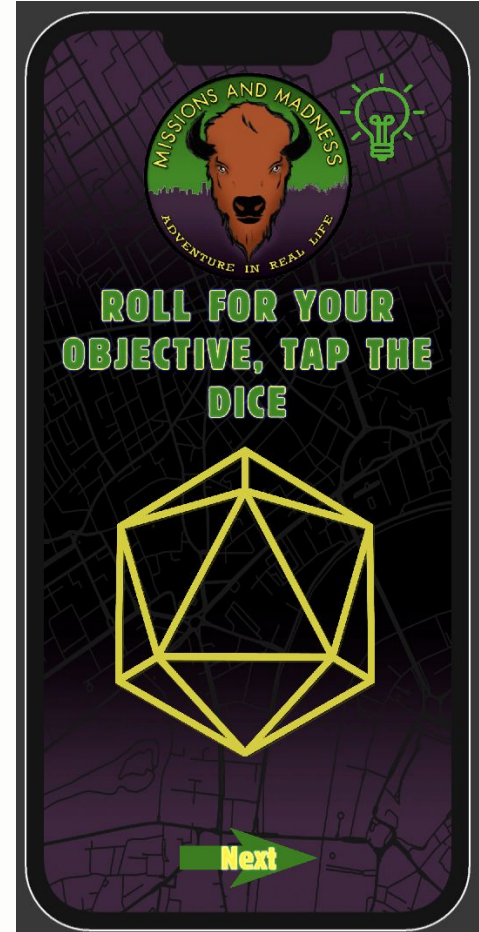 MISSIONS AND MADNESS
ADVENTURE IN REAL LIFE
ROLL FOR YOUR
OBJECTIVE, TAP THE
DICE
Next